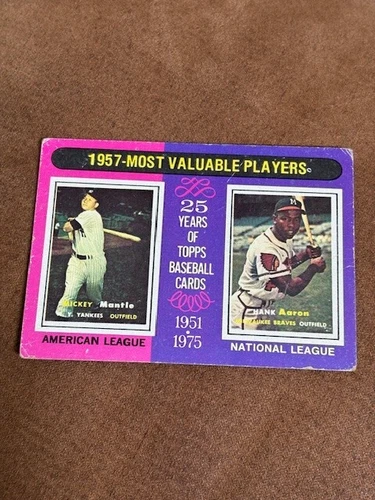 1957-MOST VALUABLE PLAYERS
25
YEARS
OF
TOPPS
BASEBALL
CARDS
1951
1975
MICKEY Mantle
Y. YANKEES OUTFIELD
AMERICAN LEAGUE
M
HANK Aaron
BRAVES OUTFIELD
NATIONAL LEAGUE